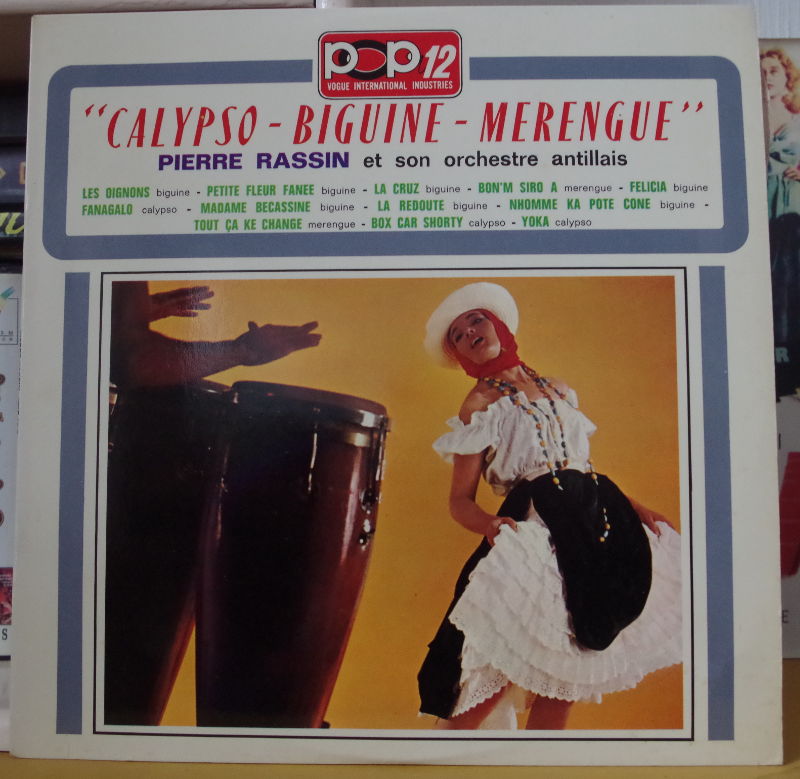 POP 12
VOGUE INTERNATIONAL INDUSTRIES
"CALYPSO - BIGUINE - MERENGUE"
PIERRE RASSIN et son orchestre antillais
LES OIGNONS biguine - PETITE FLEUR FANEE biguine - LA CRUZ biguine - BON'M SIRO A merengue - FELICIA biguine
FANAGALO calypso - MADAME BECASSINE biguine - LA REDOUTE biguine - NHOMME KA POTE CONE biguine -
TOUT ÇA KE CHANGE merengue - BOX CAR SHORTY calypso - YOKA calypso